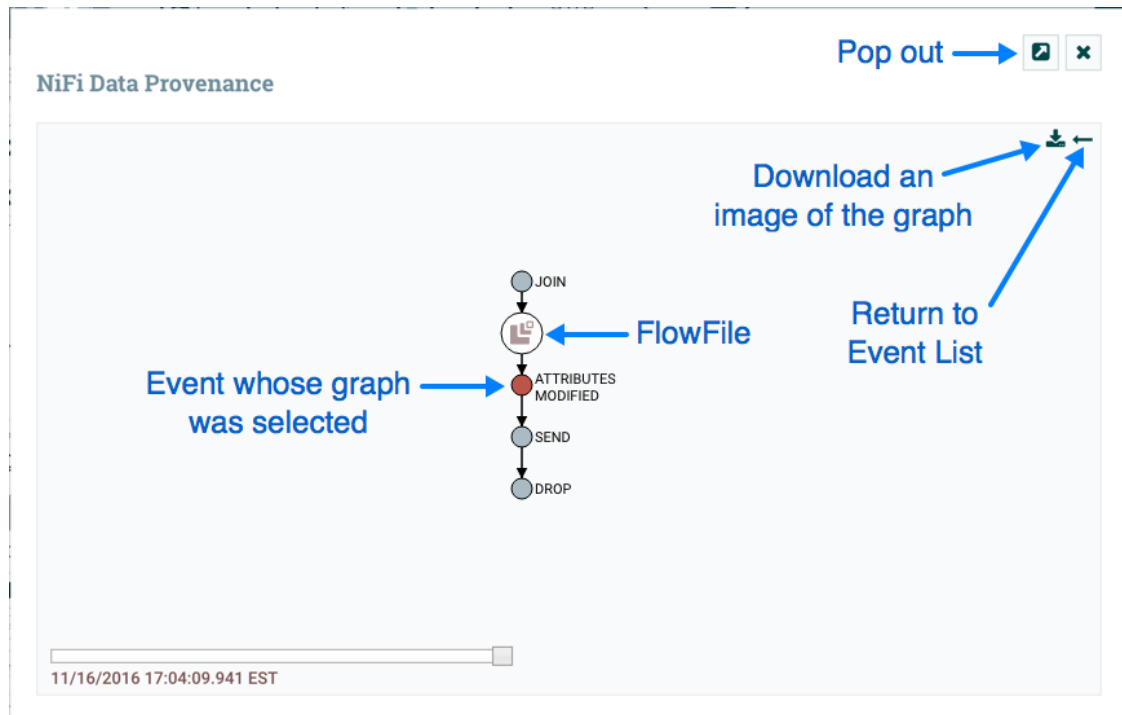 Pop out
NiFi Data Provenance
Download an
image of the graph
JOIN
Return to
Event List
FlowFile
Event whose graph
was selected
ATTRIBUTES
MODIFIED
SEND
DROP
11/16/2016 17:04:09.941 EST